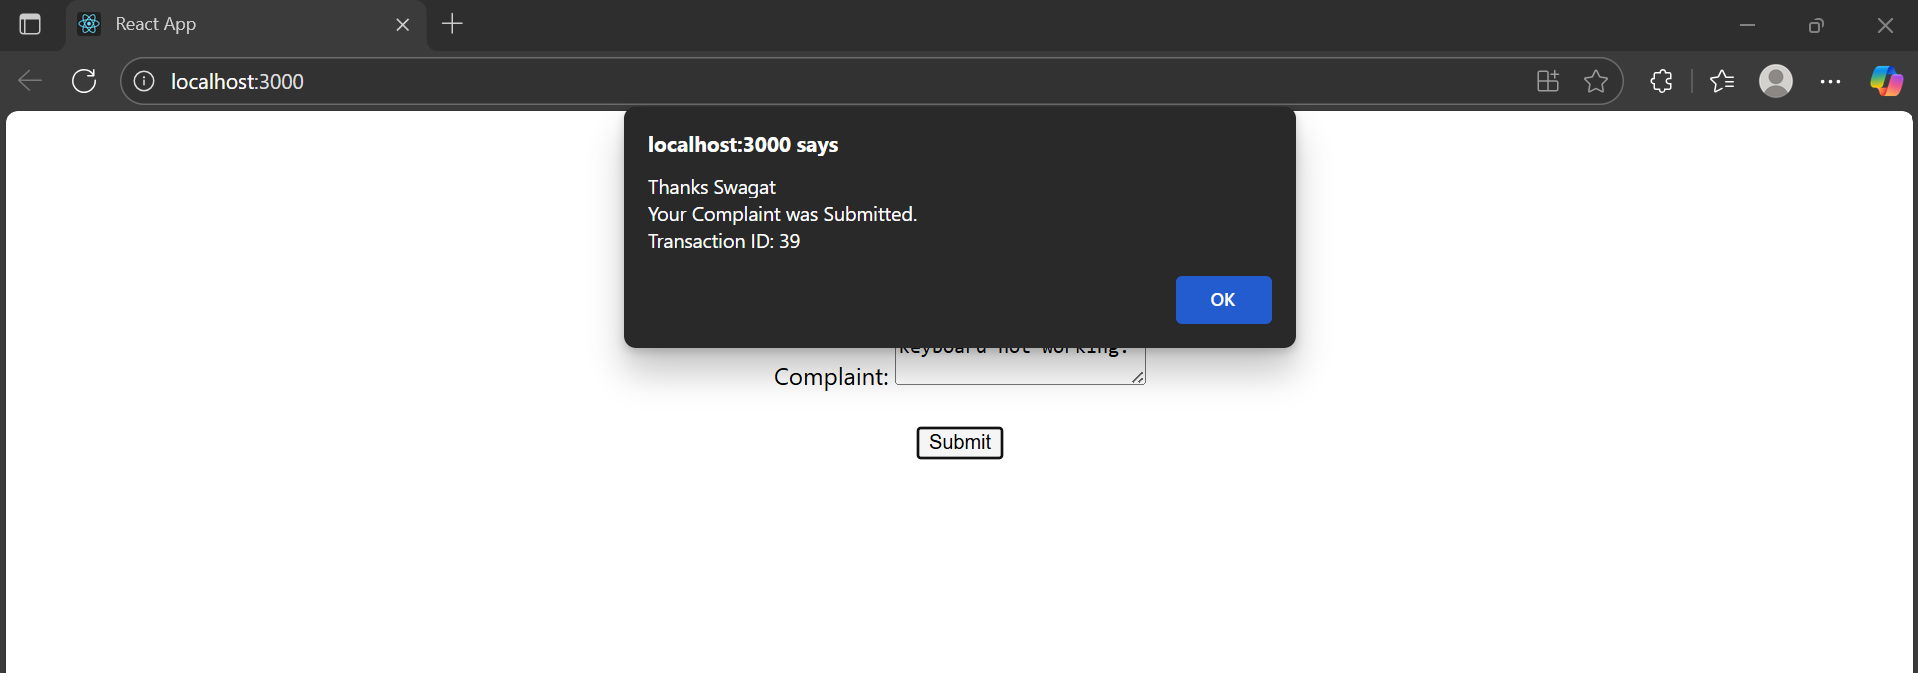 React App
localhost:3000
localhost:3000 says
Thanks Swagat
Your Complaint was Submitted.
Transaction ID: 39
OK
Keyboard not working.
Complaint:
Submit